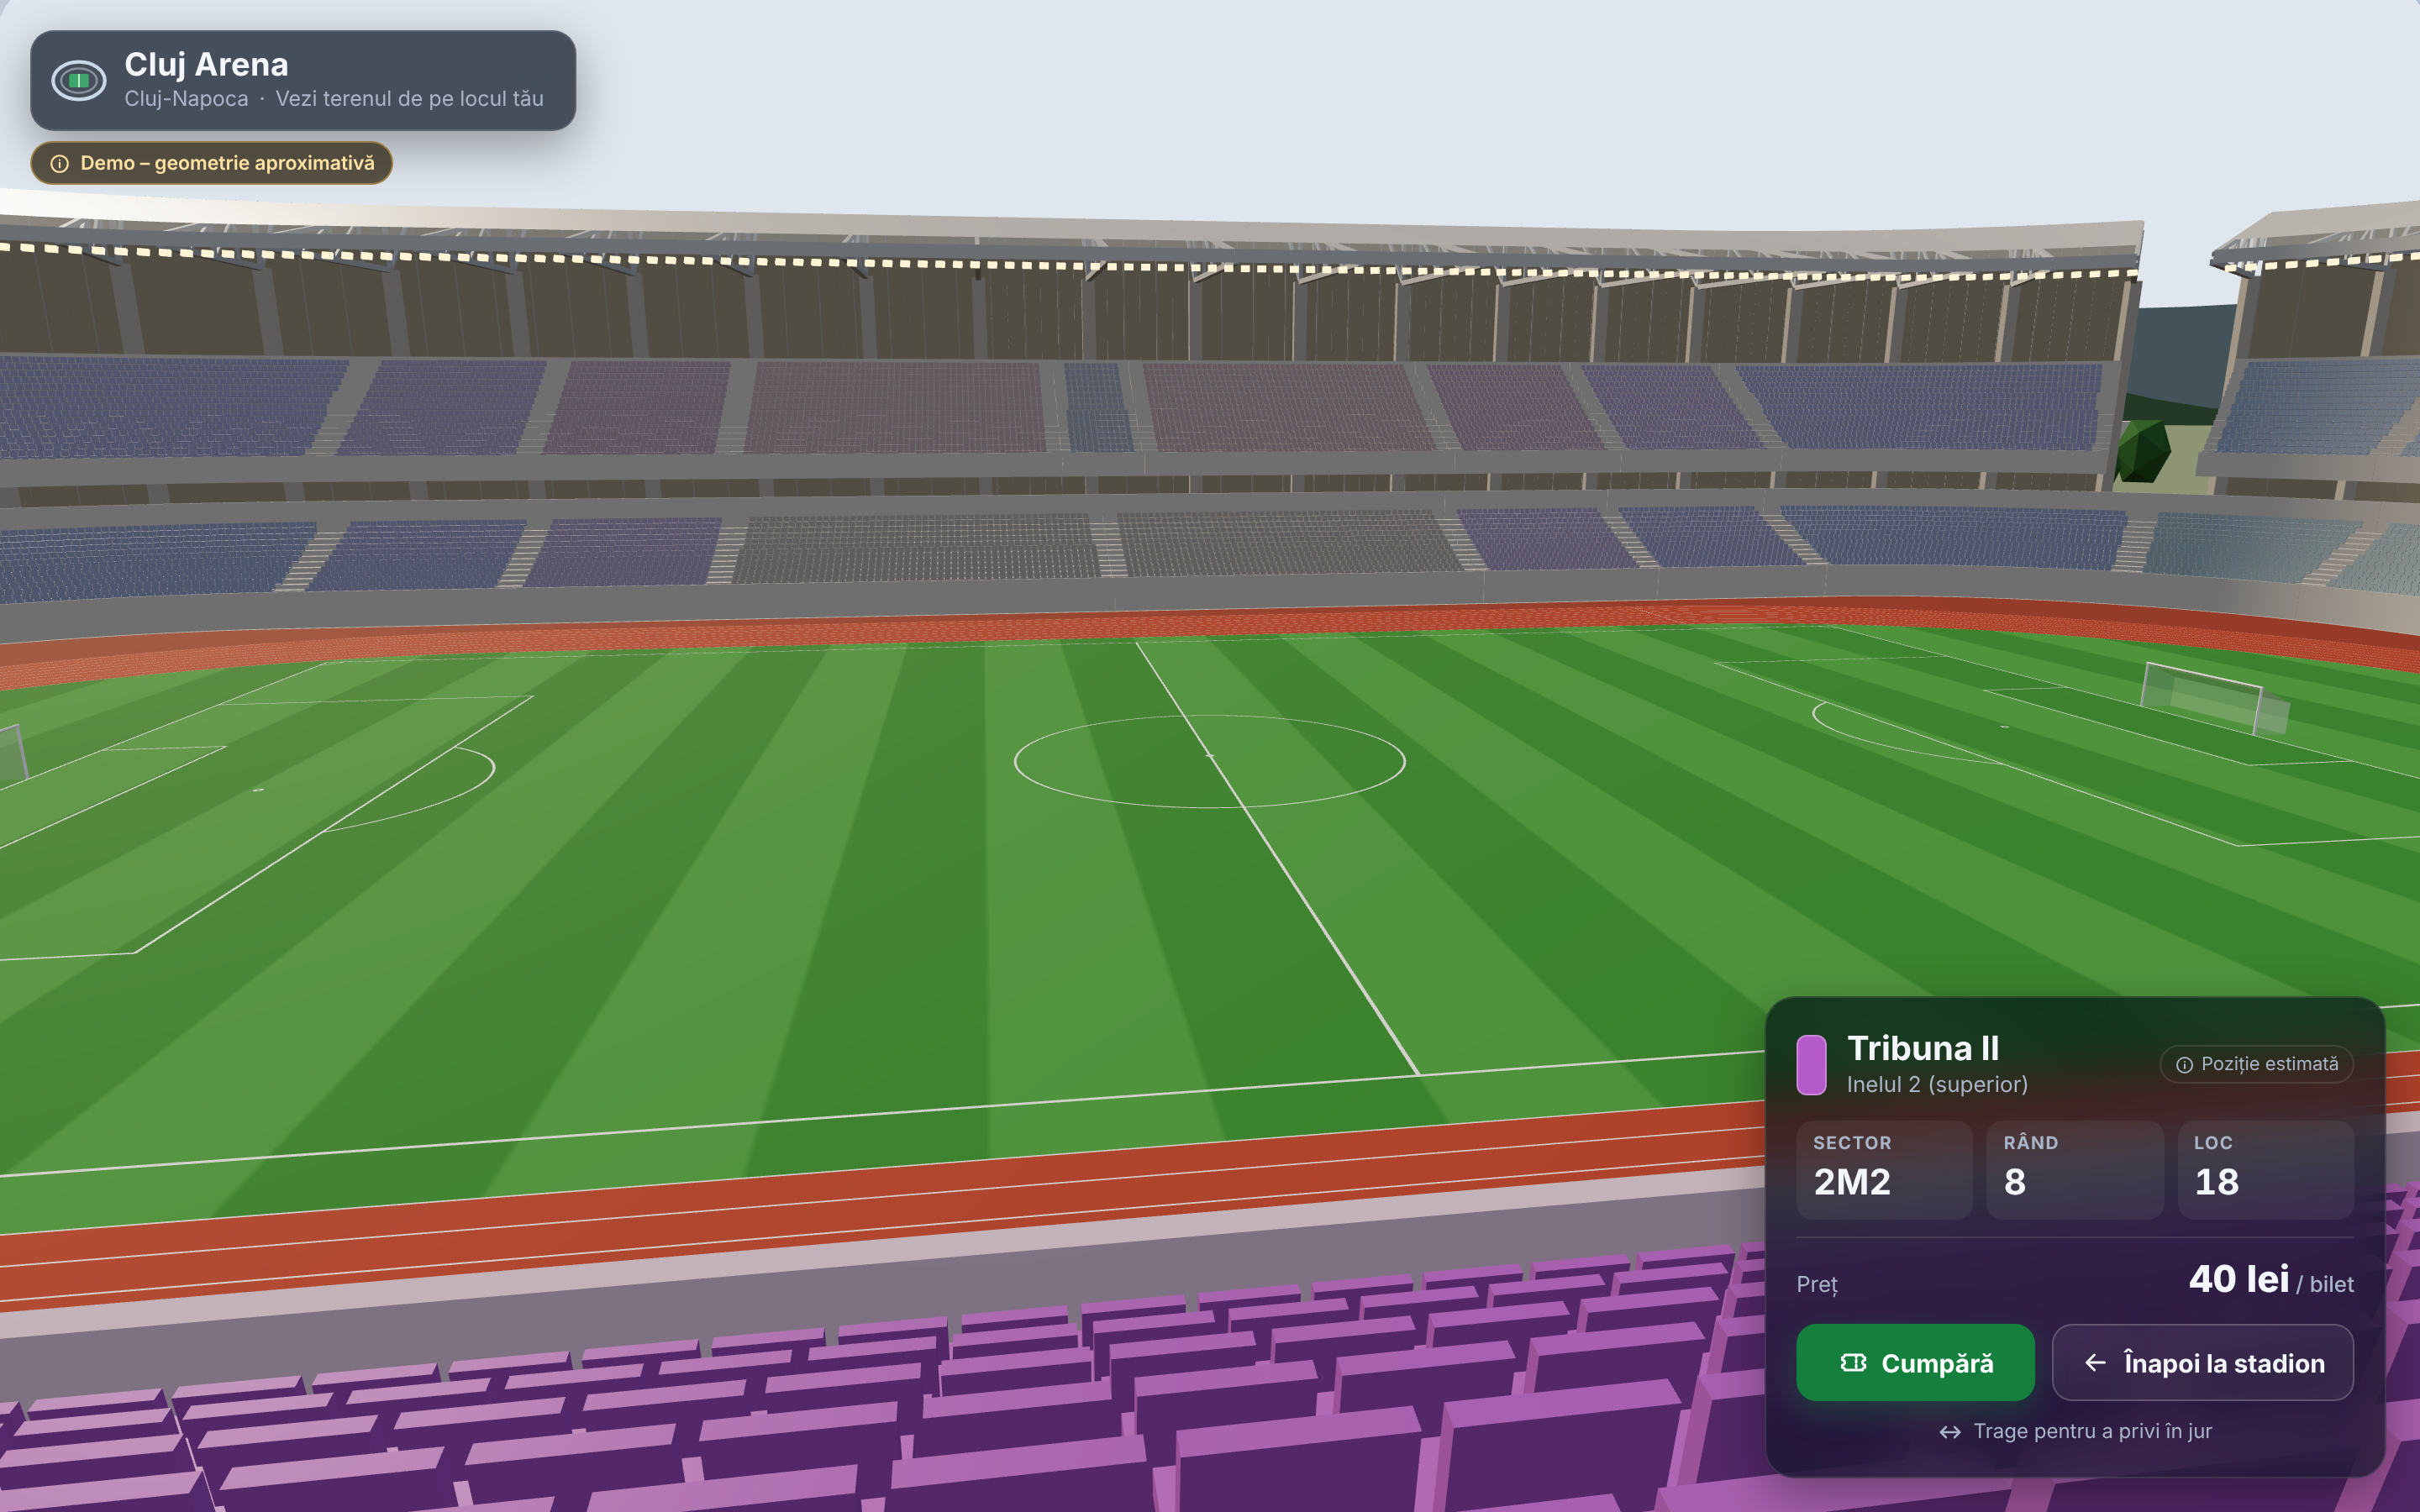 Cluj Arena
Cluj-Napoca · Vezi terenul de pe locul tău
Demo – geometrie aproximativă
Tribuna II
Inelul 2 (superior)
Poziție estimată
SECTOR
2M2
RÂND
8
LOC
18
Preț
40 lei / bilet
Cumpără
Înapoi la stadion
Trage pentru a privi în jur